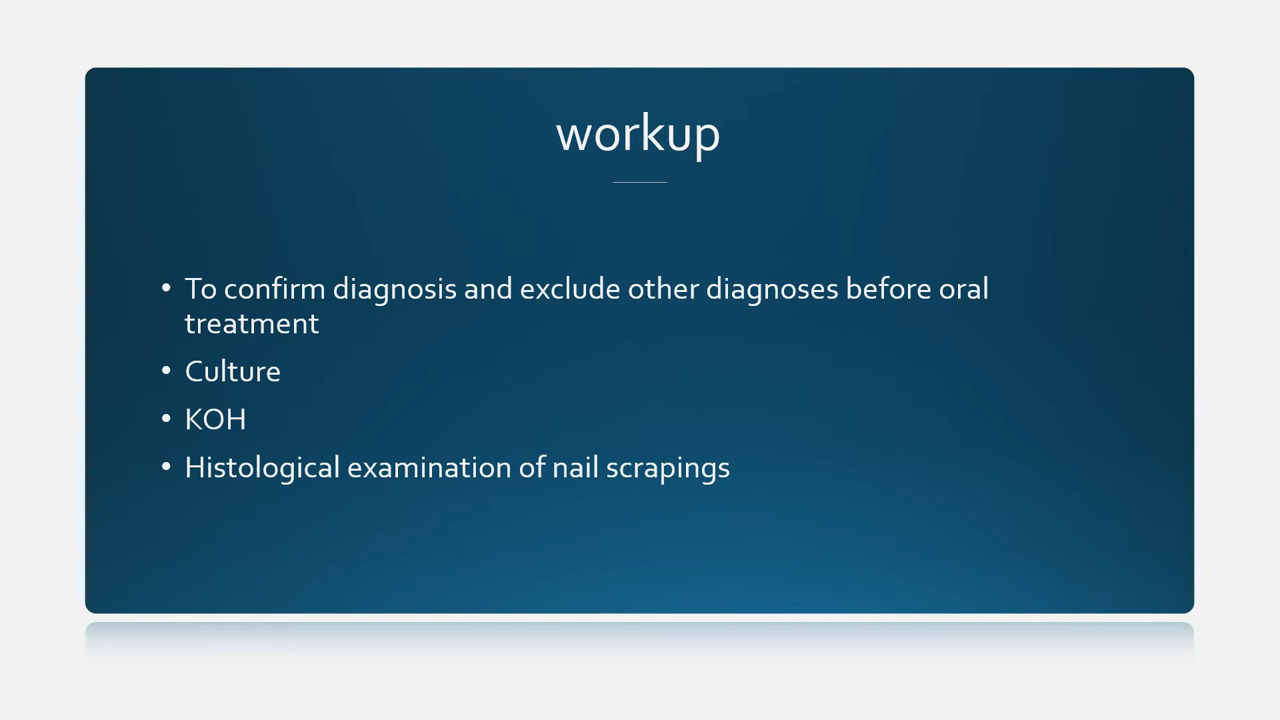 workup
• To confirm diagnosis and exclude other diagnoses before oral
treatment
• Culture
• KOH
• Histological examination of nail scrapings